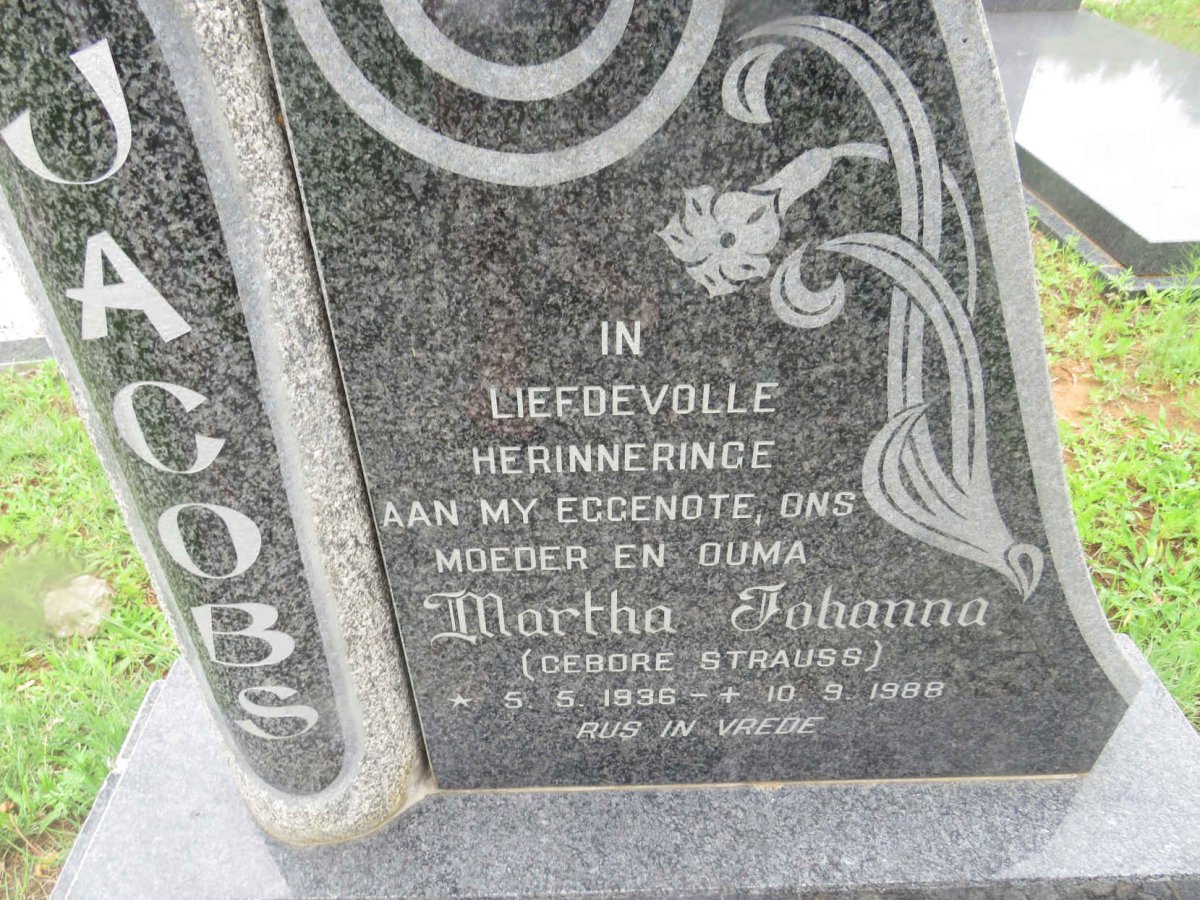 JACOBS
IN
LIEFDEVOLLE
HERINNERINGE
AAN MY EGGENOTE, ONS
MOEDER EN OUMA
Martha Johanna
(GEBORE STRAUSS)
★ 5. 5. 1936 - + 10. 9. 1988
RUS IN VREDE